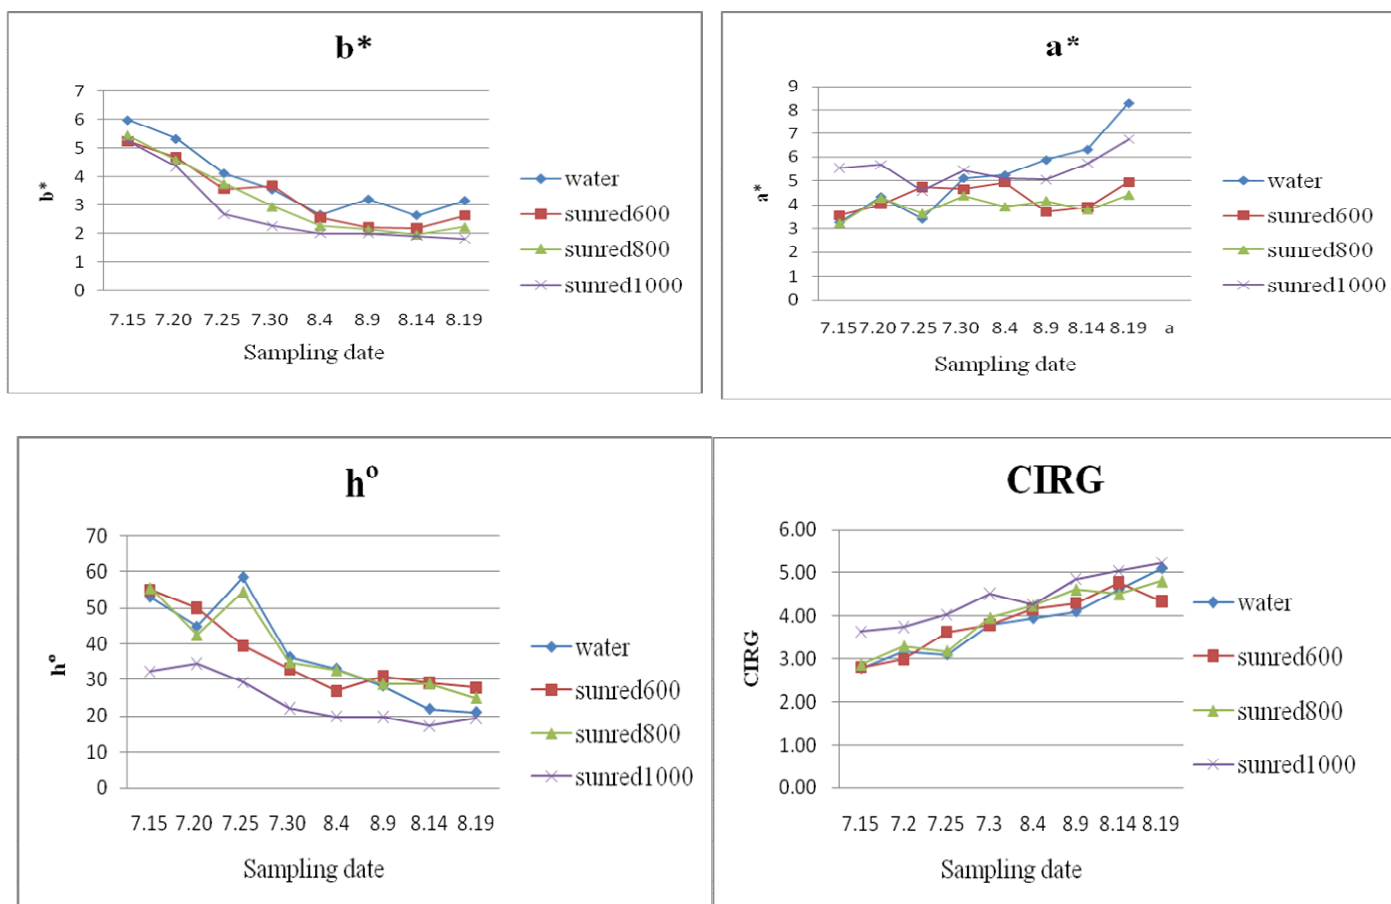 b*
7
6
5
4
3
2
1
0
b*
7.15 7.20 7.25 7.30 8.4 8.9 8.14 8.19
Sampling date
water
sunred600
sunred800
sunred1000
a*
9
8
7
6
5
4
3
2
1
0
a*
7.15 7.20 7.25 7.30 8.4 8.9 8.14 8.19 a
Sampling date
water
sunred600
sunred800
sunred1000
hº
70
60
50
40
30
20
10
0
hº
7.15 7.20 7.25 7.30 8.4 8.9 8.14 8.19
Sampling date
water
sunred600
sunred800
sunred1000
CIRG
6.00
5.00
4.00
3.00
2.00
1.00
0.00
CIRG
7.15 7.2 7.25 7.3 8.4 8.9 8.14 8.19
Sampling date
water
sunred600
sunred800
sunred1000